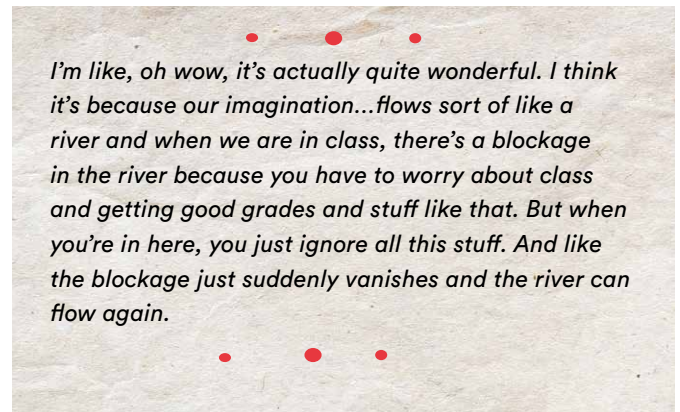 I’m like, oh wow, it’s actually quite wonderful. I think
it’s because our imagination...flows sort of like a
river and when we are in class, there’s a blockage
in the river because you have to worry about class
and getting good grades and stuff like that. But when
you’re in here, you just ignore all this stuff. And like
the blockage just suddenly vanishes and the river can
flow again.